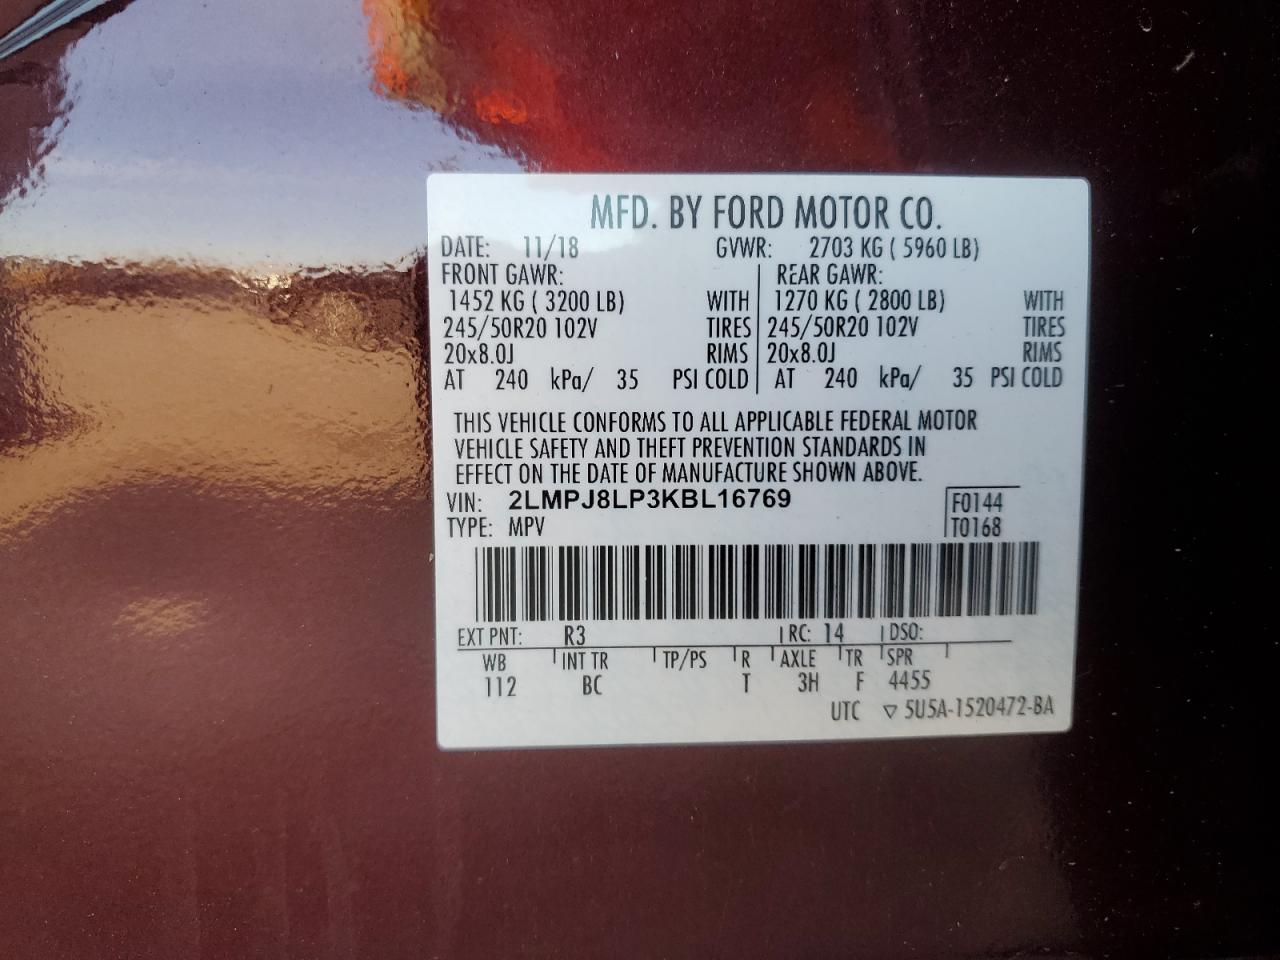 MFD. BY FORD MOTOR CO.
DATE: 11/18 GVWR: 2703 KG ( 5960 LB)
FRONT GAWR: REAR GAWR:
1452 KG ( 3200 LB) WITH 1270 KG ( 2800 LB) WITH
245/50R20 102V TIRES 245/50R20 102V TIRES
20x8.0J RIMS 20x8.0J RIMS
AT 240 kPa/ 35 PSI COLD AT 240 kPa/ 35 PSI COLD
THIS VEHICLE CONFORMS TO ALL APPLICABLE FEDERAL MOTOR
VEHICLE SAFETY AND THEFT PREVENTION STANDARDS IN
EFFECT ON THE DATE OF MANUFACTURE SHOWN ABOVE.
VIN: 2LMPJ8LP3KBL16769 F0144
TYPE: MPV T0168
EXT PNT: R3 RC: 14 DSO:
WB INT TR TP/PS R AXLE TR SPR
112 BC T 3H F 4455
UTC ▽ 5U5A-1520472-BA